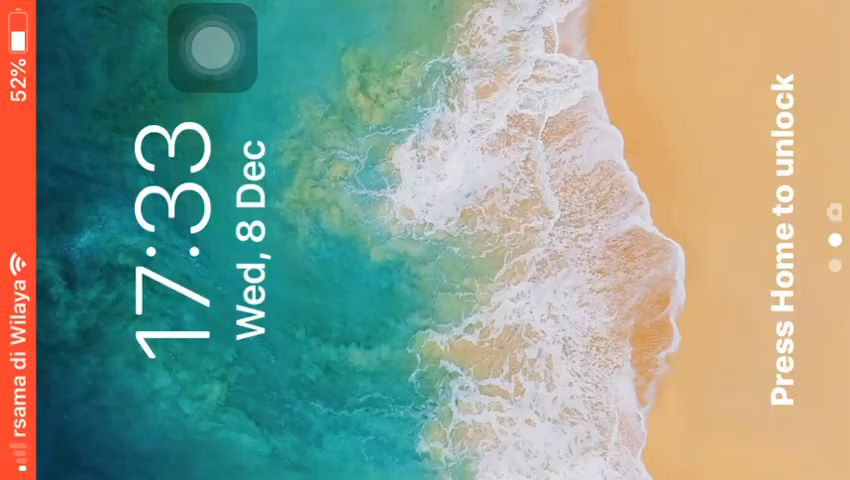 rsama di Wilaya 52%
17:33
Wed, 8 Dec
Press Home to unlock